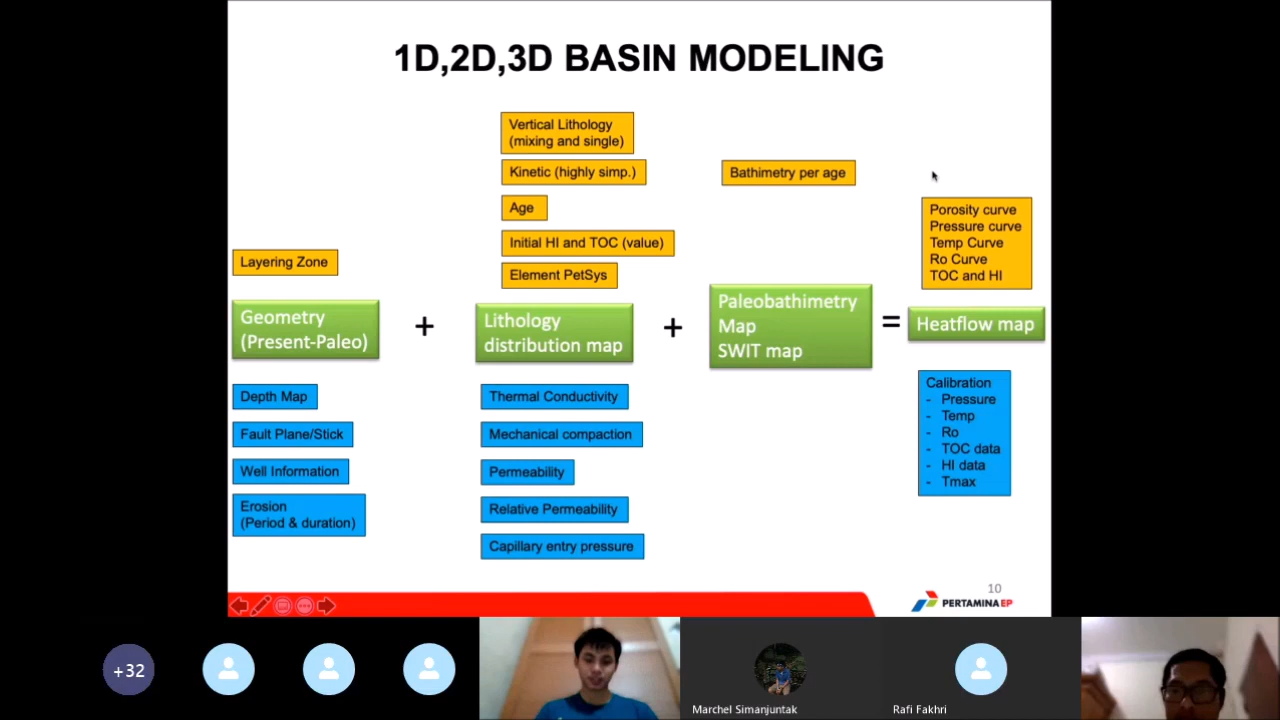 1D,2D,3D BASIN MODELING
Vertical Lithology
(mixing and single)
Kinetic (highly simp.)
Age
Initial HI and TOC (value)
Element PetSys
Bathimetry per age
Porosity curve
Pressure curve
Temp Curve
Ro Curve
TOC and HI
Layering Zone
Geometry
(Present-Paleo)
+
Lithology
distribution map
+
Paleobathimetry
Map
SWIT map
=
Heatflow map
Depth Map
Fault Plane/Stick
Well Information
Erosion
(Period & duration)
Thermal Conductivity
Mechanical compaction
Permeability
Relative Permeability
Capillary entry pressure
Calibration
- Pressure
- Temp
- Ro
- TOC data
- HI data
- Tmax
10
PERTAMINA EP
+32
Marchel Simanjuntak
Rafi Fakhri